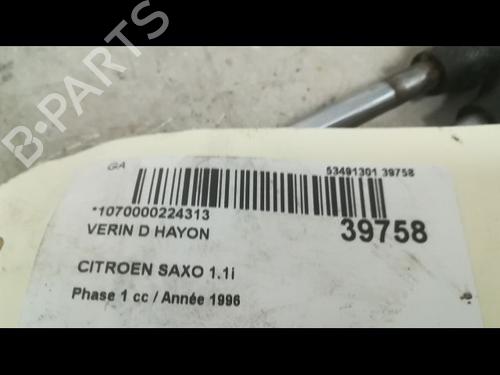 B-PARTS
GA
53491301 39758
*1070000224313
39758
VERIN D HAYON
CITROEN SAXO 1.1i
Phase 1 cc / Année 1996